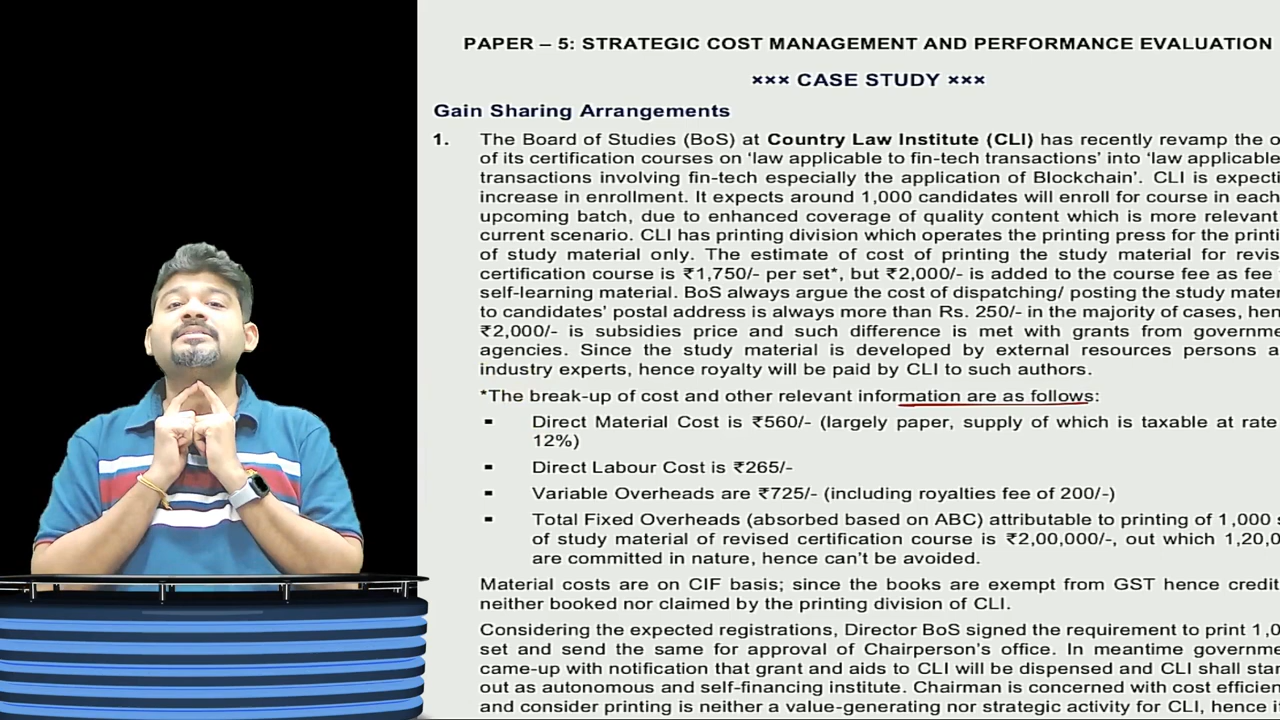 PAPER – 5: STRATEGIC COST MANAGEMENT AND PERFORMANCE EVALUATION
××× CASE STUDY ×××
Gain Sharing Arrangements
1. The Board of Studies (BoS) at Country Law Institute (CLI) has recently revamp the
of its certification courses on ‘law applicable to fin-tech transactions’ into ‘law applicable
transactions involving fin-tech especially the application of Blockchain’. CLI is
increase in enrollment. It expects around 1,000 candidates will enroll for course in each
upcoming batch, due to enhanced coverage of quality content which is more relevant
current scenario. CLI has printing division which operates the printing press for the
of study material only. The estimate of cost of printing the study material for
certification course is ₹1,750/- per set*, but ₹2,000/- is added to the course fee as fee
self-learning material. BoS always argue the cost of dispatching/ posting the study
to candidates’ postal address is always more than Rs. 250/- in the majority of cases,
₹2,000/- is subsidies price and such difference is met with grants from
agencies. Since the study material is developed by external resources persons
industry experts, hence royalty will be paid by CLI to such authors.
*The break-up of cost and other relevant information are as follows:
▪ Direct Material Cost is ₹560/- (largely paper, supply of which is taxable at rate
12%)
▪ Direct Labour Cost is ₹265/-
▪ Variable Overheads are ₹725/- (including royalties fee of 200/-)
▪ Total Fixed Overheads (absorbed based on ABC) attributable to printing of 1,000
of study material of revised certification course is ₹2,00,000/-, out which
are committed in nature, hence can’t be avoided.
Material costs are on CIF basis; since the books are exempt from GST hence credit
neither booked nor claimed by the printing division of CLI.
Considering the expected registrations, Director BoS signed the requirement to print
set and send the same for approval of Chairperson’s office. In meantime
came-up with notification that grant and aids to CLI will be dispensed and CLI shall
out as autonomous and self-financing institute. Chairman is concerned with cost
and consider printing is neither a value-generating nor strategic activity for CLI, hence